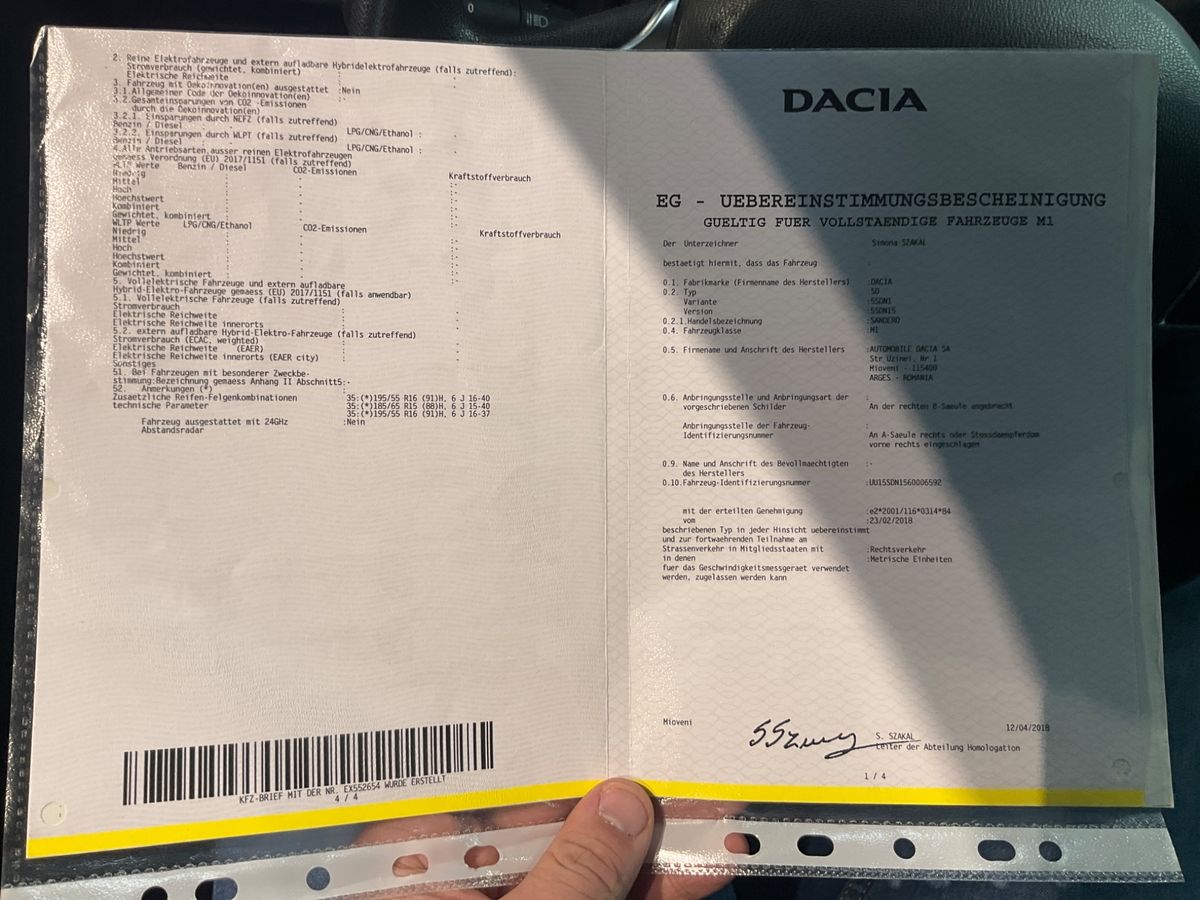 0
2. Reine Elektrofahrzeuge und extern aufladbare Hybridelektrofahrzeuge (falls zutreffend):
Stromverbrauch (gewichtet, kombiniert) :
Elektrische Reichweite :
3. Fahrzeug mit Oekoinnovation(en) ausgestattet :Nein
3.1.Allgemeiner Code der Oekoinnovation(en) :-
3.2.Gesamteinsparungen von CO2 -Emissionen
durch die Oekoinnovation(en)
3.2.1. Einsparungen durch NEFZ (falls zutreffend)
Benzin / Diesel : LPG/CNG/Ethanol :
3.2.2. Einsparungen durch WLPT (falls zutreffend)
Benzin / Diesel : LPG/CNG/Ethanol :
4.Alle Antriebsarten,ausser reinen Elektrofahrzeugen
gemaess Verordnung (EU) 2017/1151 (falls zutreffend)
Werte Benzin / Diesel CO2-Emissionen Kraftstoffverbrauch
Niedrig
Mittel
Hoch
Hoechstwert
Kombiniert
Gewichtet, kombiniert
WLTP Werte LPG/CNG/Ethanol CO2-Emissionen Kraftstoffverbrauch
Niedrig
Mittel
Hoch
Hoechstwert
Kombiniert
Gewichtet, kombiniert
5. Vollelektrische Fahrzeuge und extern aufladbare
Hybrid-Elektro-Fahrzeuge gemaess (EU) 2017/1151 (falls anwendbar)
5.1. Vollelektrische Fahrzeuge (falls zutreffend)
Stromverbrauch :
Elektrische Reichweite :
Elektrische Reichweite innerorts :
5.2. extern aufladbare Hybrid-Elektro-Fahrzeuge (falls zutreffend)
Stromverbrauch (ECAC, weighted) :
Elektrische Reichweite (EAER) :
Elektrische Reichweite innerorts (EAER city) :
Sonstiges
51. Bei Fahrzeugen mit besonderer Zweckbe-
stimmung:Bezeichnung gemaess Anhang II Abschnitt5:-
52. Anmerkungen (*)
Zusaetzliche Reifen-Felgenkombinationen 35:(*)195/55 R16 (91)H, 6 J 16-40
technische Parameter 35:(*)185/65 R15 (88)H, 6 J 15-40
35:(*)195/55 R16 (91)H, 6 J 16-37
Fahrzeug ausgestattet mit 24GHz :Nein
Abstandsradar
KFZ-BRIEF MIT DER NR. EX552654 WURDE ERSTELLT
4 / 4
DACIA
EG - UEBEREINSTIMMUNGSBESCHEINIGUNG
GUELTIG FUER VOLLSTAENDIGE FAHRZEUGE M1
Der Unterzeichner Simona SZAKAL
bestaetigt hiermit, dass das Fahrzeug :
0.1. Fabrikmarke (Firmenname des Herstellers) :DACIA
0.2. Typ :SD
Variante :5SDN1
Version :5SDN15
0.2.1.Handelsbezeichnung :SANDERO
0.4. Fahrzeugklasse :M1
0.5. Firmenname und Anschrift des Herstellers :AUTOMOBILE DACIA SA
Str Uzinei, Nr 1
Mioveni - 115400
ARGES - ROMANIA
0.6. Anbringungsstelle und Anbringungsart der :
vorgeschriebenen Schilder An der rechten B-Saeule angebracht
Anbringungsstelle der Fahrzeug- :
Identifizierungsnummer An A-Saeule rechts oder Stossdaempferdom
vorne rechts eingeschlagen
0.9. Name und Anschrift des Bevollmaechtigten :-
des Herstellers
0.10.Fahrzeug-Identifizierungsnummer :UU15SDN1560006592
mit der erteilten Genehmigung :e2*2001/116*0314*84
vom :23/02/2018
beschriebenen Typ in jeder Hinsicht uebereinstimmt
und zur fortwaehrenden Teilnahme am
Strassenverkehr in Mitgliedsstaaten mit :Rechtsverkehr
in denen :Metrische Einheiten
fuer das Geschwindigkeitsmessgeraet verwendet
werden, zugelassen werden kann
Mioveni 12/04/2018
SSzakal
S. SZAKAL
Leiter der Abteilung Homologation
1 / 4